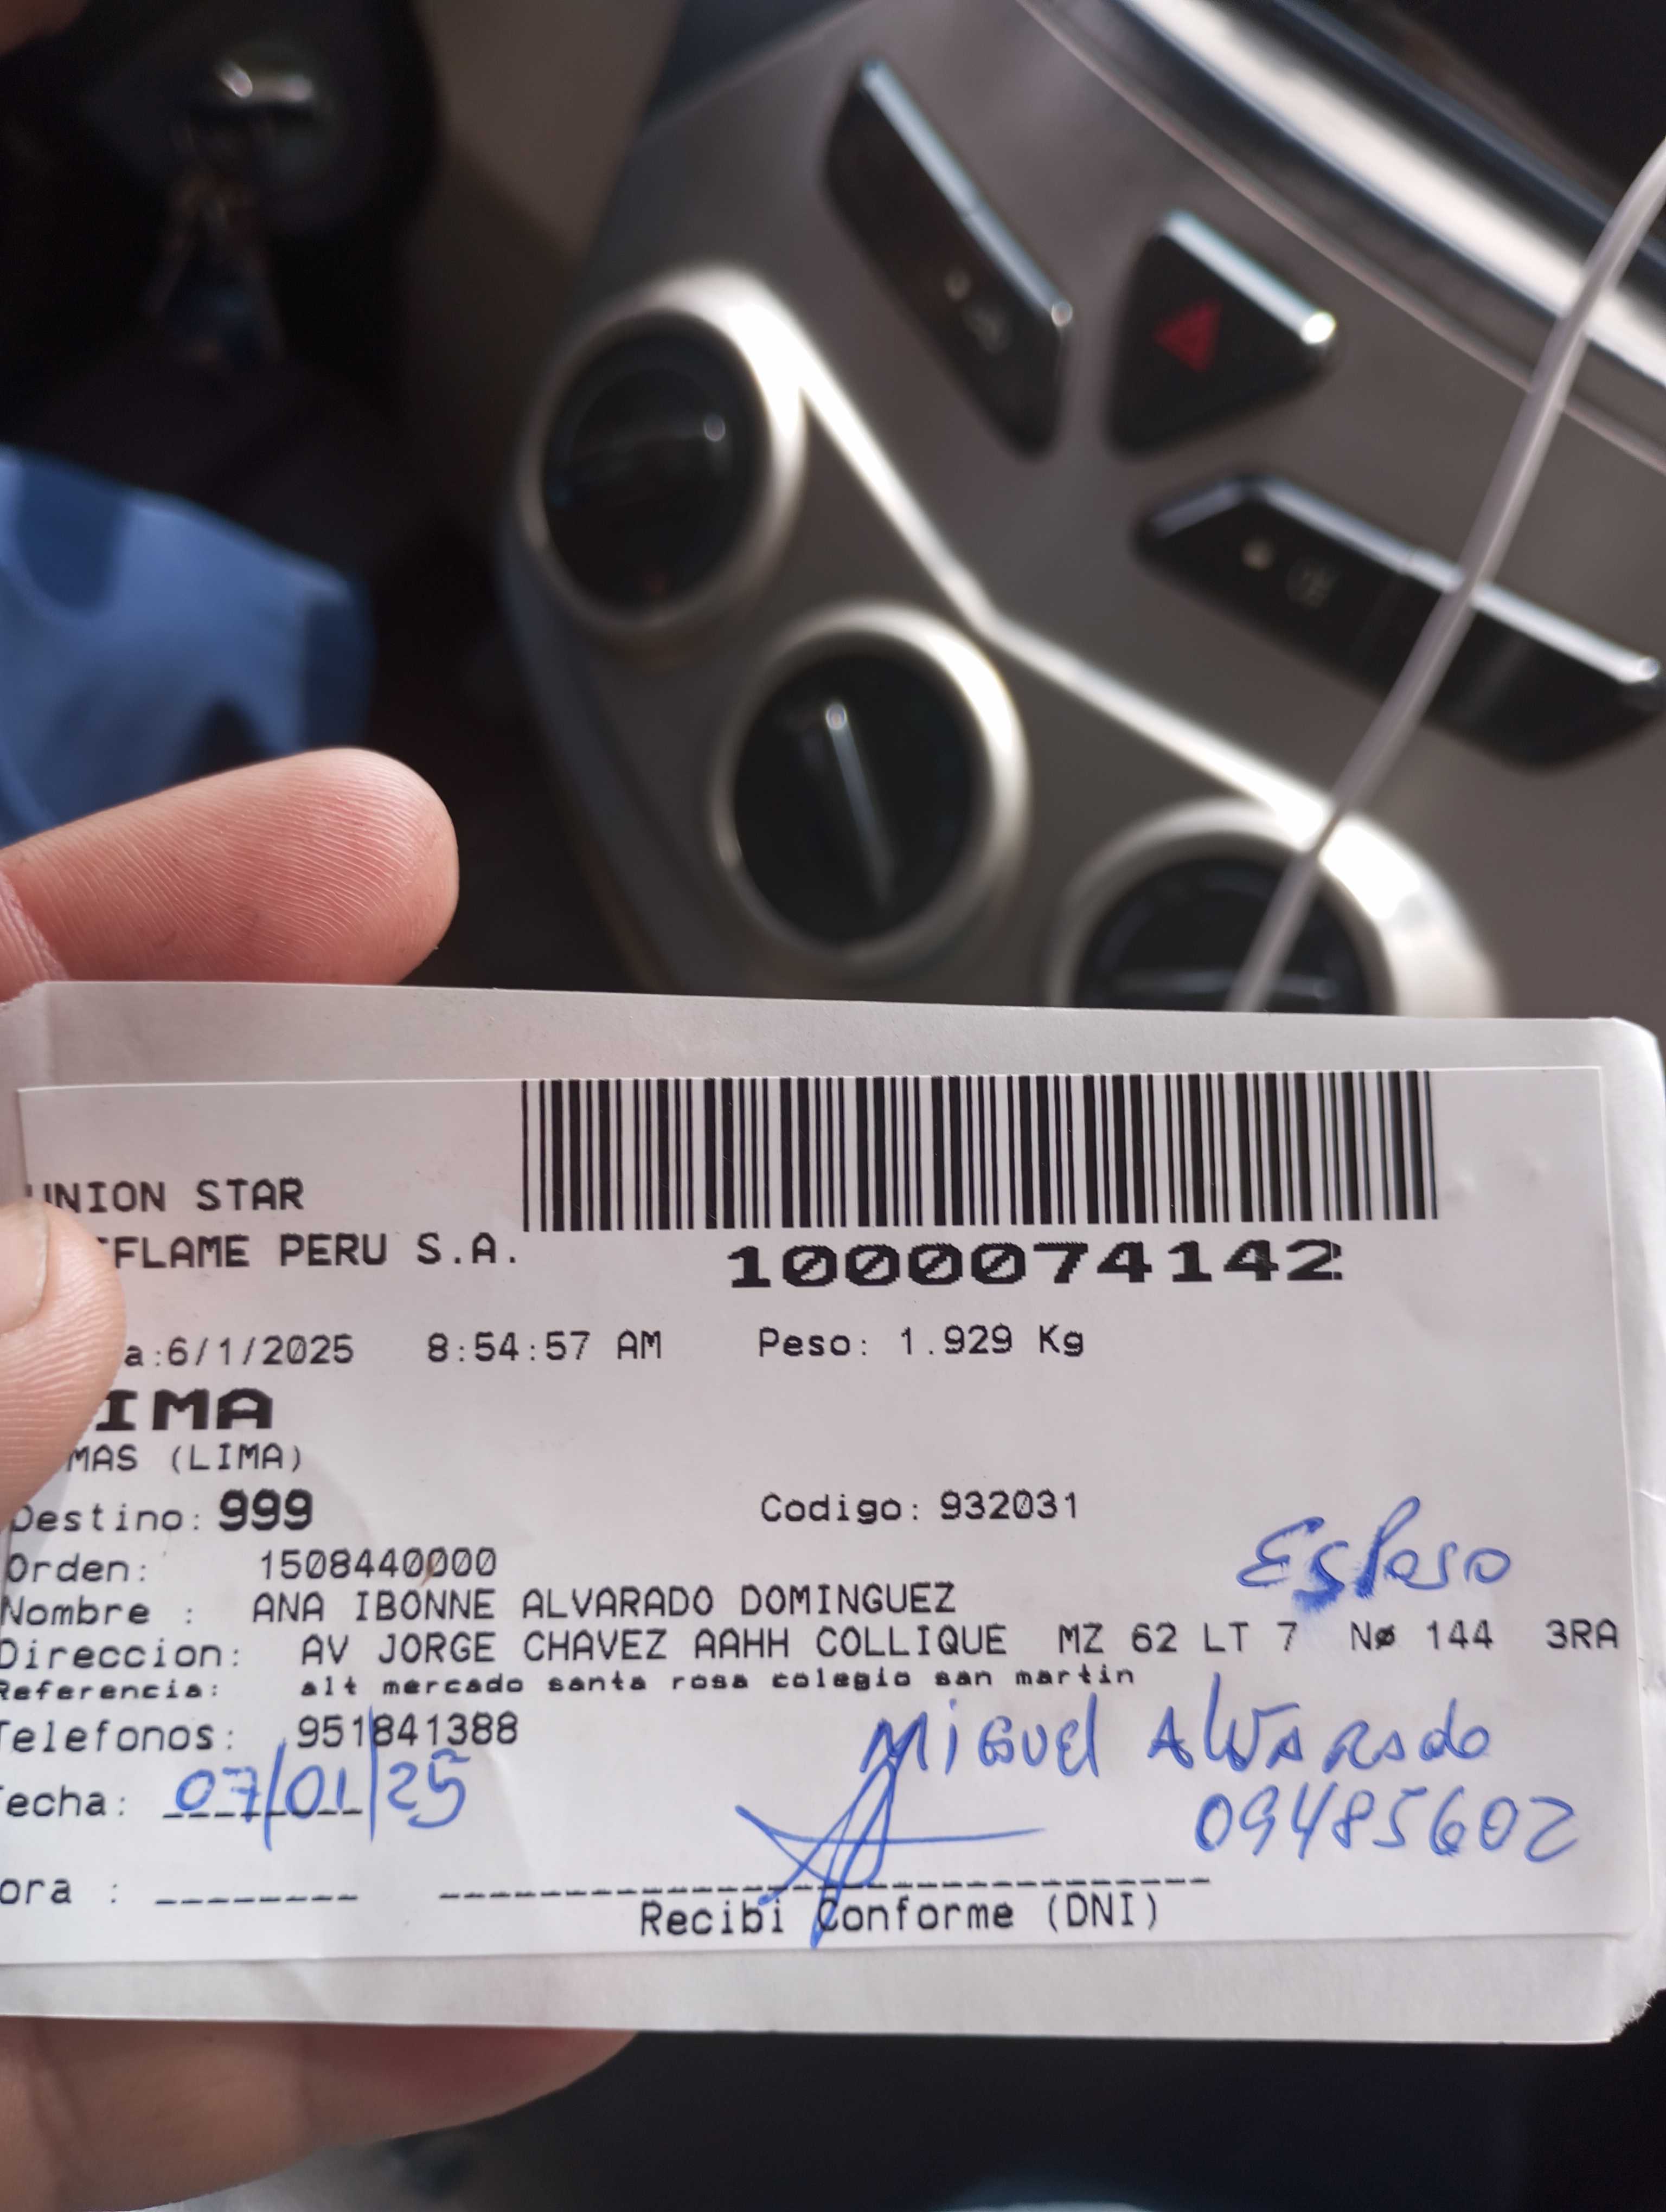 UNION STAR
FLAME PERU S.A.
1000074142
a:6/1/2025 8:54:57 AM Peso: 1.929 Kg
IMA
MAS (LIMA)
Destino: 999 Codigo: 932031
Esposo
Orden: 1508440000
Nombre : ANA IBONNE ALVARADO DOMINGUEZ
Direccion: AV JORGE CHAVEZ AAHH COLLIQUE MZ 62 LT 7 Nø 144 3RA
Referencia: alt mercado santa rosa colegio san martin
Telefonos: 951841388
Miguel Alvarado
echa: 07/01/25
09485602
ora :
Recibi Conforme (DNI)